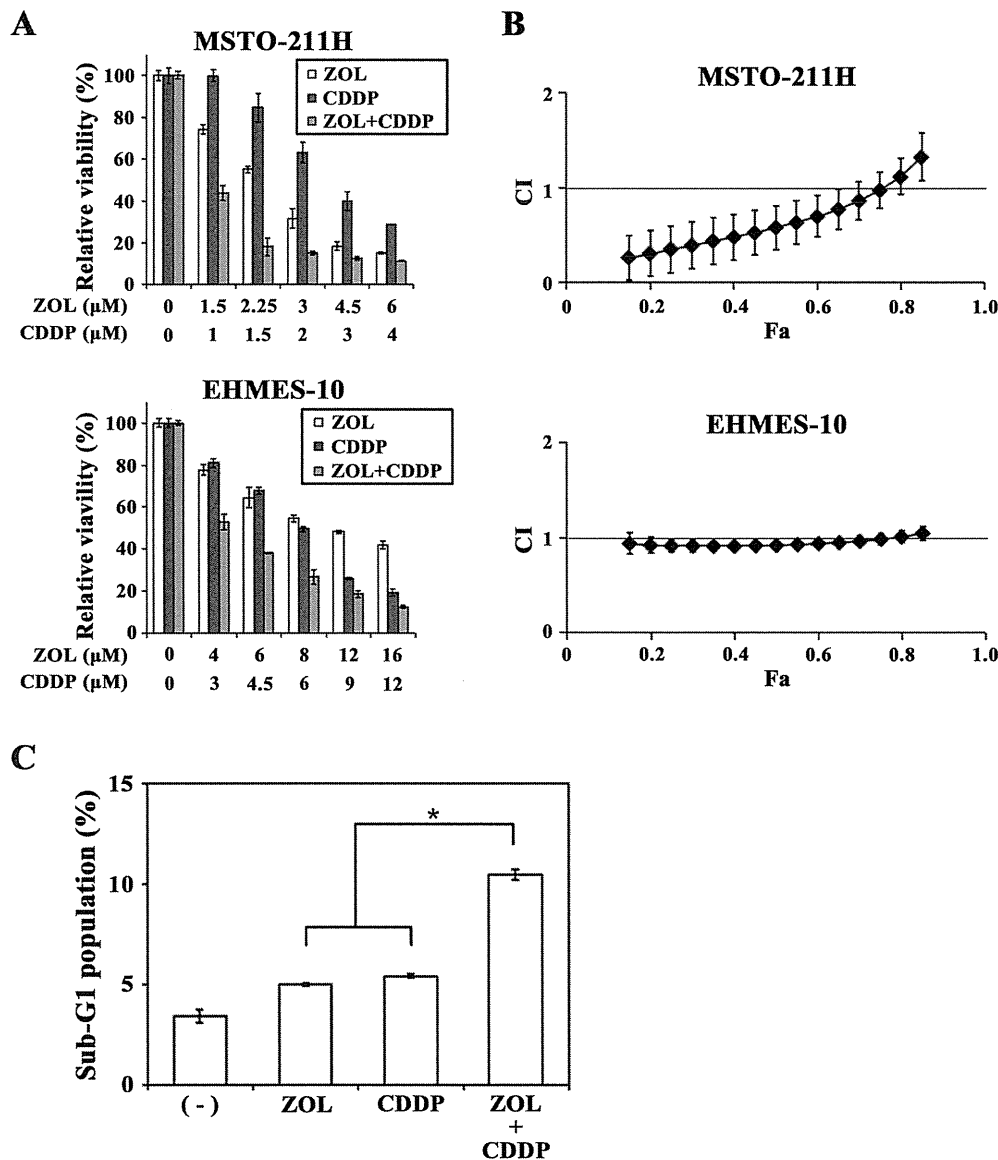 A
MSTO-211H
Relative viability (%)
100
80
60
40
20
0
ZOL
CDDP
ZOL+CDDP
ZOL (μM) 0 1.5 2.25 3 4.5 6
CDDP (μM) 0 1 1.5 2 3 4
EHMES-10
Relative viavility (%)
100
80
60
40
20
0
ZOL
CDDP
ZOL+CDDP
ZOL (μM) 0 4 6 8 12 16
CDDP (μM) 0 3 4.5 6 9 12
B
MSTO-211H
CI
2
1
0
0 0.2 0.4 0.6 0.8 1.0
Fa
EHMES-10
CI
2
1
0
0 0.2 0.4 0.6 0.8 1.0
Fa
C
Sub-G1 population (%)
15
10
5
0
*
( - ) ZOL CDDP ZOL
+
CDDP